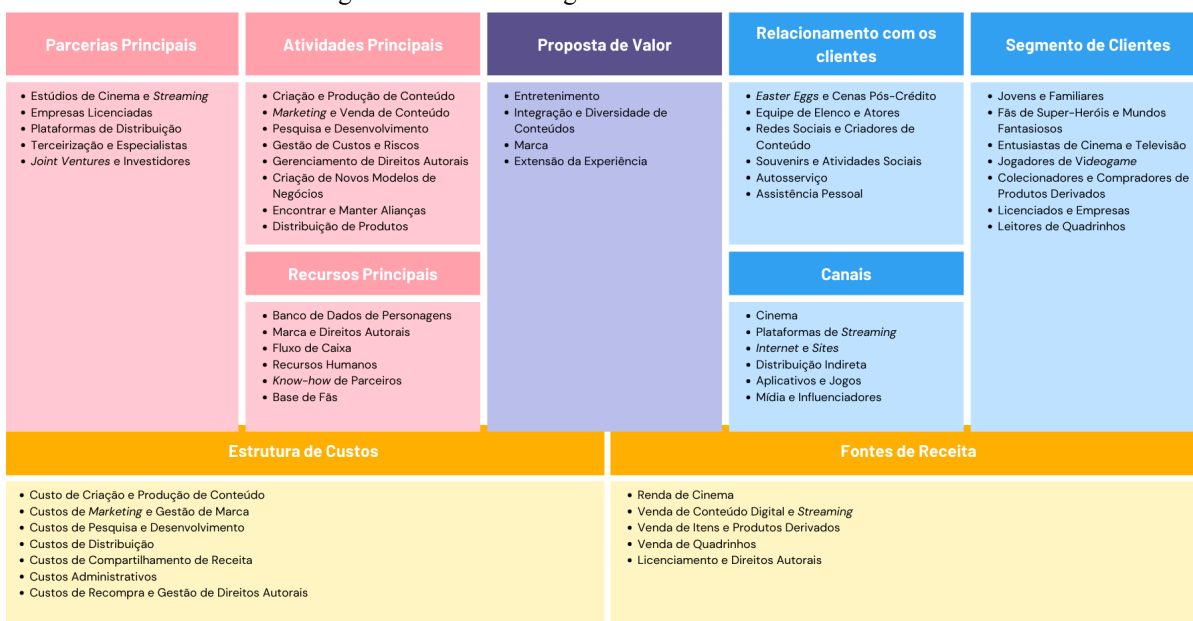 Parcerias Principais
Estúdios de Cinema e Streaming
Empresas Licenciadas
Plataformas de Distribuição
Terceirização e Especialistas
Joint Ventures e Investidores
Atividades Principais
Criação e Produção de Conteúdo
Marketing e Venda de Conteúdo
Pesquisa e Desenvolvimento
Gestão de Custos e Riscos
Gerenciamento de Direitos Autorais
Criação de Novos Modelos de
Negócios
Encontrar e Manter Alianças
Distribuição de Produtos
Recursos Principais
Banco de Dados de Personagens
Marca e Direitos Autorais
Fluxo de Caixa
Recursos Humanos
Know-how de Parceiros
Base de Fãs
Proposta de Valor
Entretenimento
Integração e Diversidade de
Conteúdos
Marca
Extensão da Experiência
Relacionamento com os
clientes
Easter Eggs e Cenas Pós-Crédito
Equipe de Elenco e Atores
Redes Sociais e Criadores de
Conteúdo
Souvenirs e Atividades Sociais
Autosserviço
Assistência Pessoal
Canais
Cinema
Plataformas de Streaming
Internet e Sites
Distribuição Indireta
Aplicativos e Jogos
Mídia e Influenciadores
Segmento de Clientes
Jovens e Familiares
Fãs de Super-Heróis e Mundos
Fantasiosos
Entusiastas de Cinema e Televisão
Jogadores de Videogame
Colecionadores e Compradores de
Produtos Derivados
Licenciados e Empresas
Leitores de Quadrinhos
Estrutura de Custos
Custo de Criação e Produção de Conteúdo
Custos de Marketing e Gestão de Marca
Custos de Pesquisa e Desenvolvimento
Custos de Distribuição
Custos de Compartilhamento de Receita
Custos Administrativos
Custos de Recompra e Gestão de Direitos Autorais
Fontes de Receita
Renda de Cinema
Venda de Conteúdo Digital e Streaming
Venda de Itens e Produtos Derivados
Venda de Quadrinhos
Licenciamento e Direitos Autorais